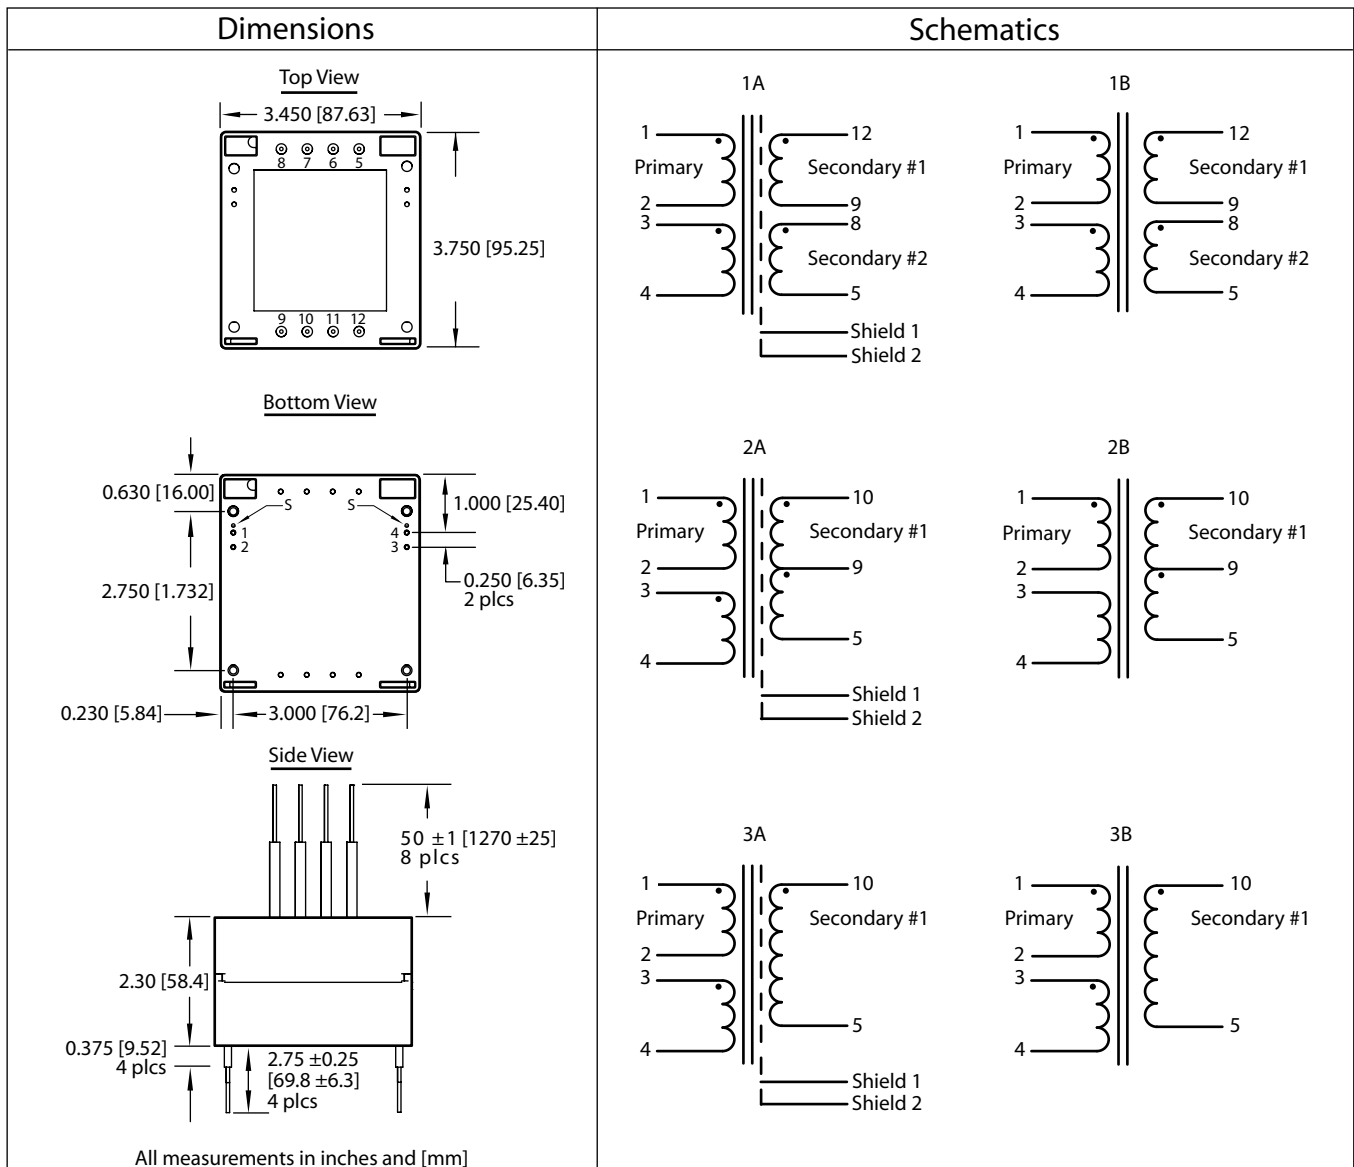 Dimensions
Schematics
Top View
3.450 [87.63]
8 7 6 5
3.750 [95.25]
9 10 11 12
Bottom View
0.630 [16.00]
S S
1.000 [25.40]
1 4
2 3
2.750 [1.732]
0.250 [6.35]
2 plcs
0.230 [5.84]
3.000 [76.2]
Side View
50 ±1 [1270 ±25]
8 plcs
2.30 [58.4]
0.375 [9.52]
4 plcs
2.75 ±0.25
[69.8 ±6.3]
4 plcs
All measurements in inches and [mm]
1A
1 12
Primary Secondary #1
2 9
3 8
Secondary #2
4 5
Shield 1
Shield 2
1B
1 12
Primary Secondary #1
2 9
3 8
Secondary #2
4 5
2A
1 10
Primary Secondary #1
2 9
3
5
4
Shield 1
Shield 2
2B
1 10
Primary Secondary #1
2 9
3
5
4
3A
1 10
Primary Secondary #1
2
3
5
4
Shield 1
Shield 2
3B
1 10
Primary Secondary #1
2
3
5
4